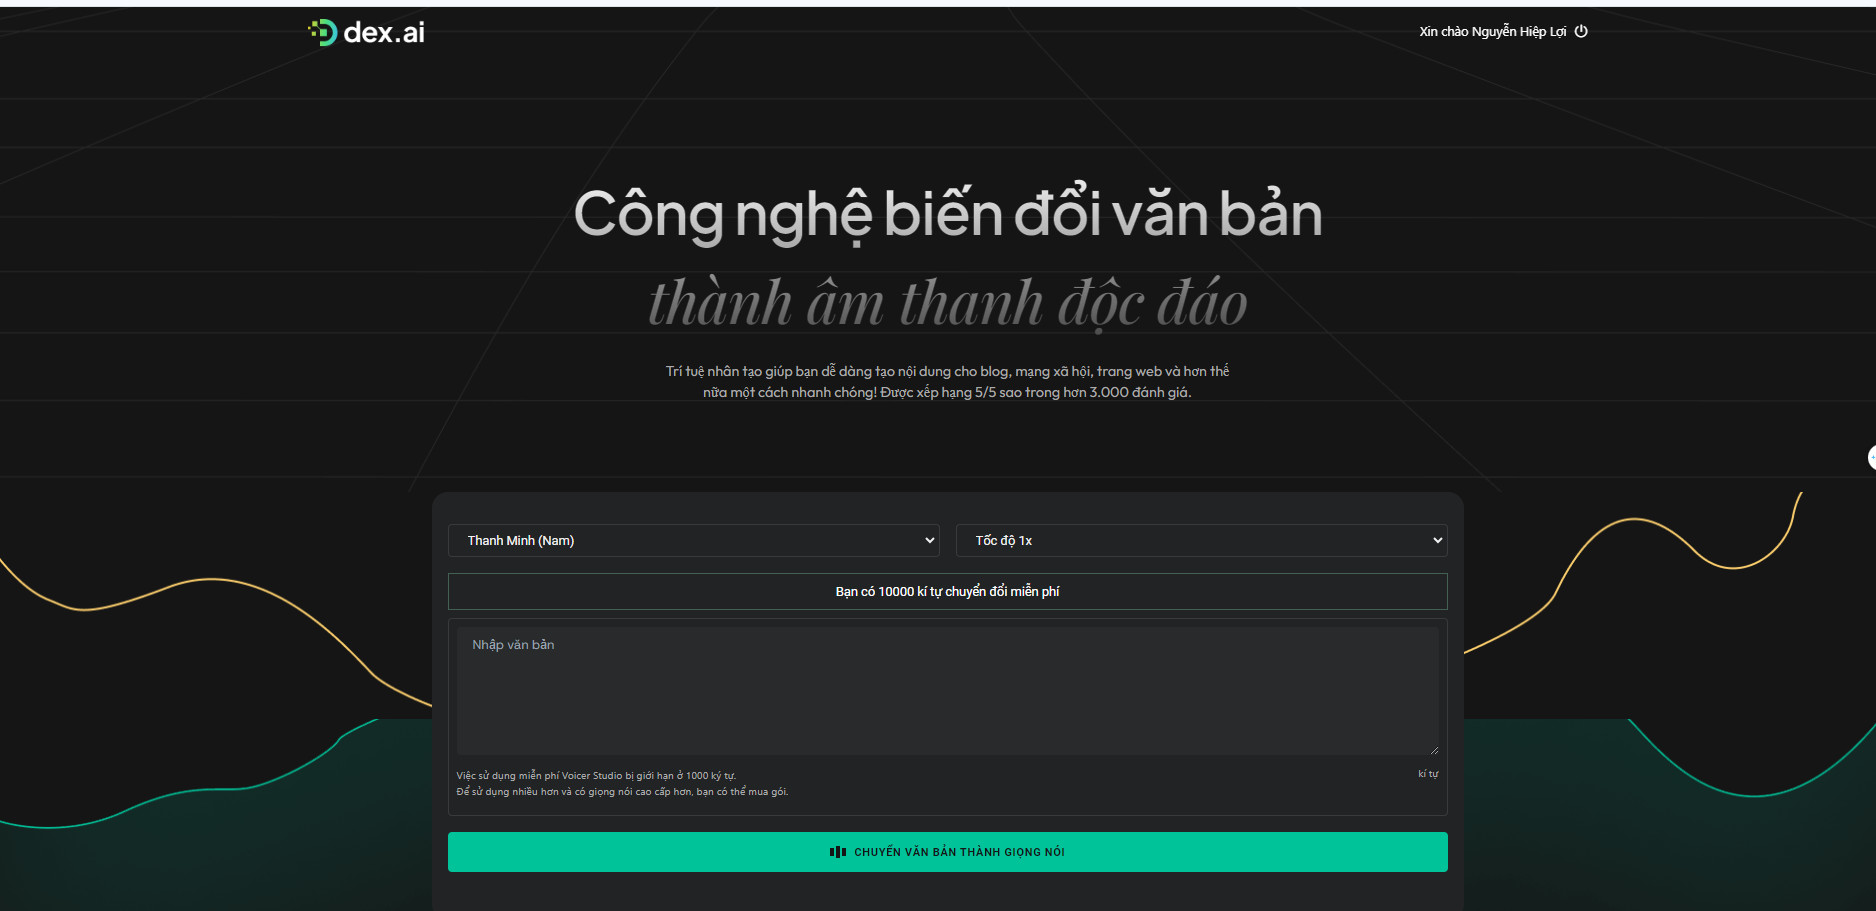 dex.ai
Xin chào Nguyễn Hiệp Lợi
Công nghệ biến đổi văn bản
thành âm thanh độc đáo
Trí tuệ nhân tạo giúp bạn dễ dàng tạo nội dung cho blog, mạng xã hội, trang web và hơn thế
nữa một cách nhanh chóng! Được xếp hạng 5/5 sao trong hơn 3.000 đánh giá.
Thanh Minh (Nam)
Tốc độ 1x
Bạn có 10000 kí tự chuyển đổi miễn phí
Nhập văn bản
Việc sử dụng miễn phí Voicer Studio bị giới hạn ở 1000 ký tự.
kí tự
Để sử dụng nhiều hơn và có giọng nói cao cấp hơn, bạn có thể mua gói.
CHUYỂN VĂN BẢN THÀNH GIỌNG NÓI